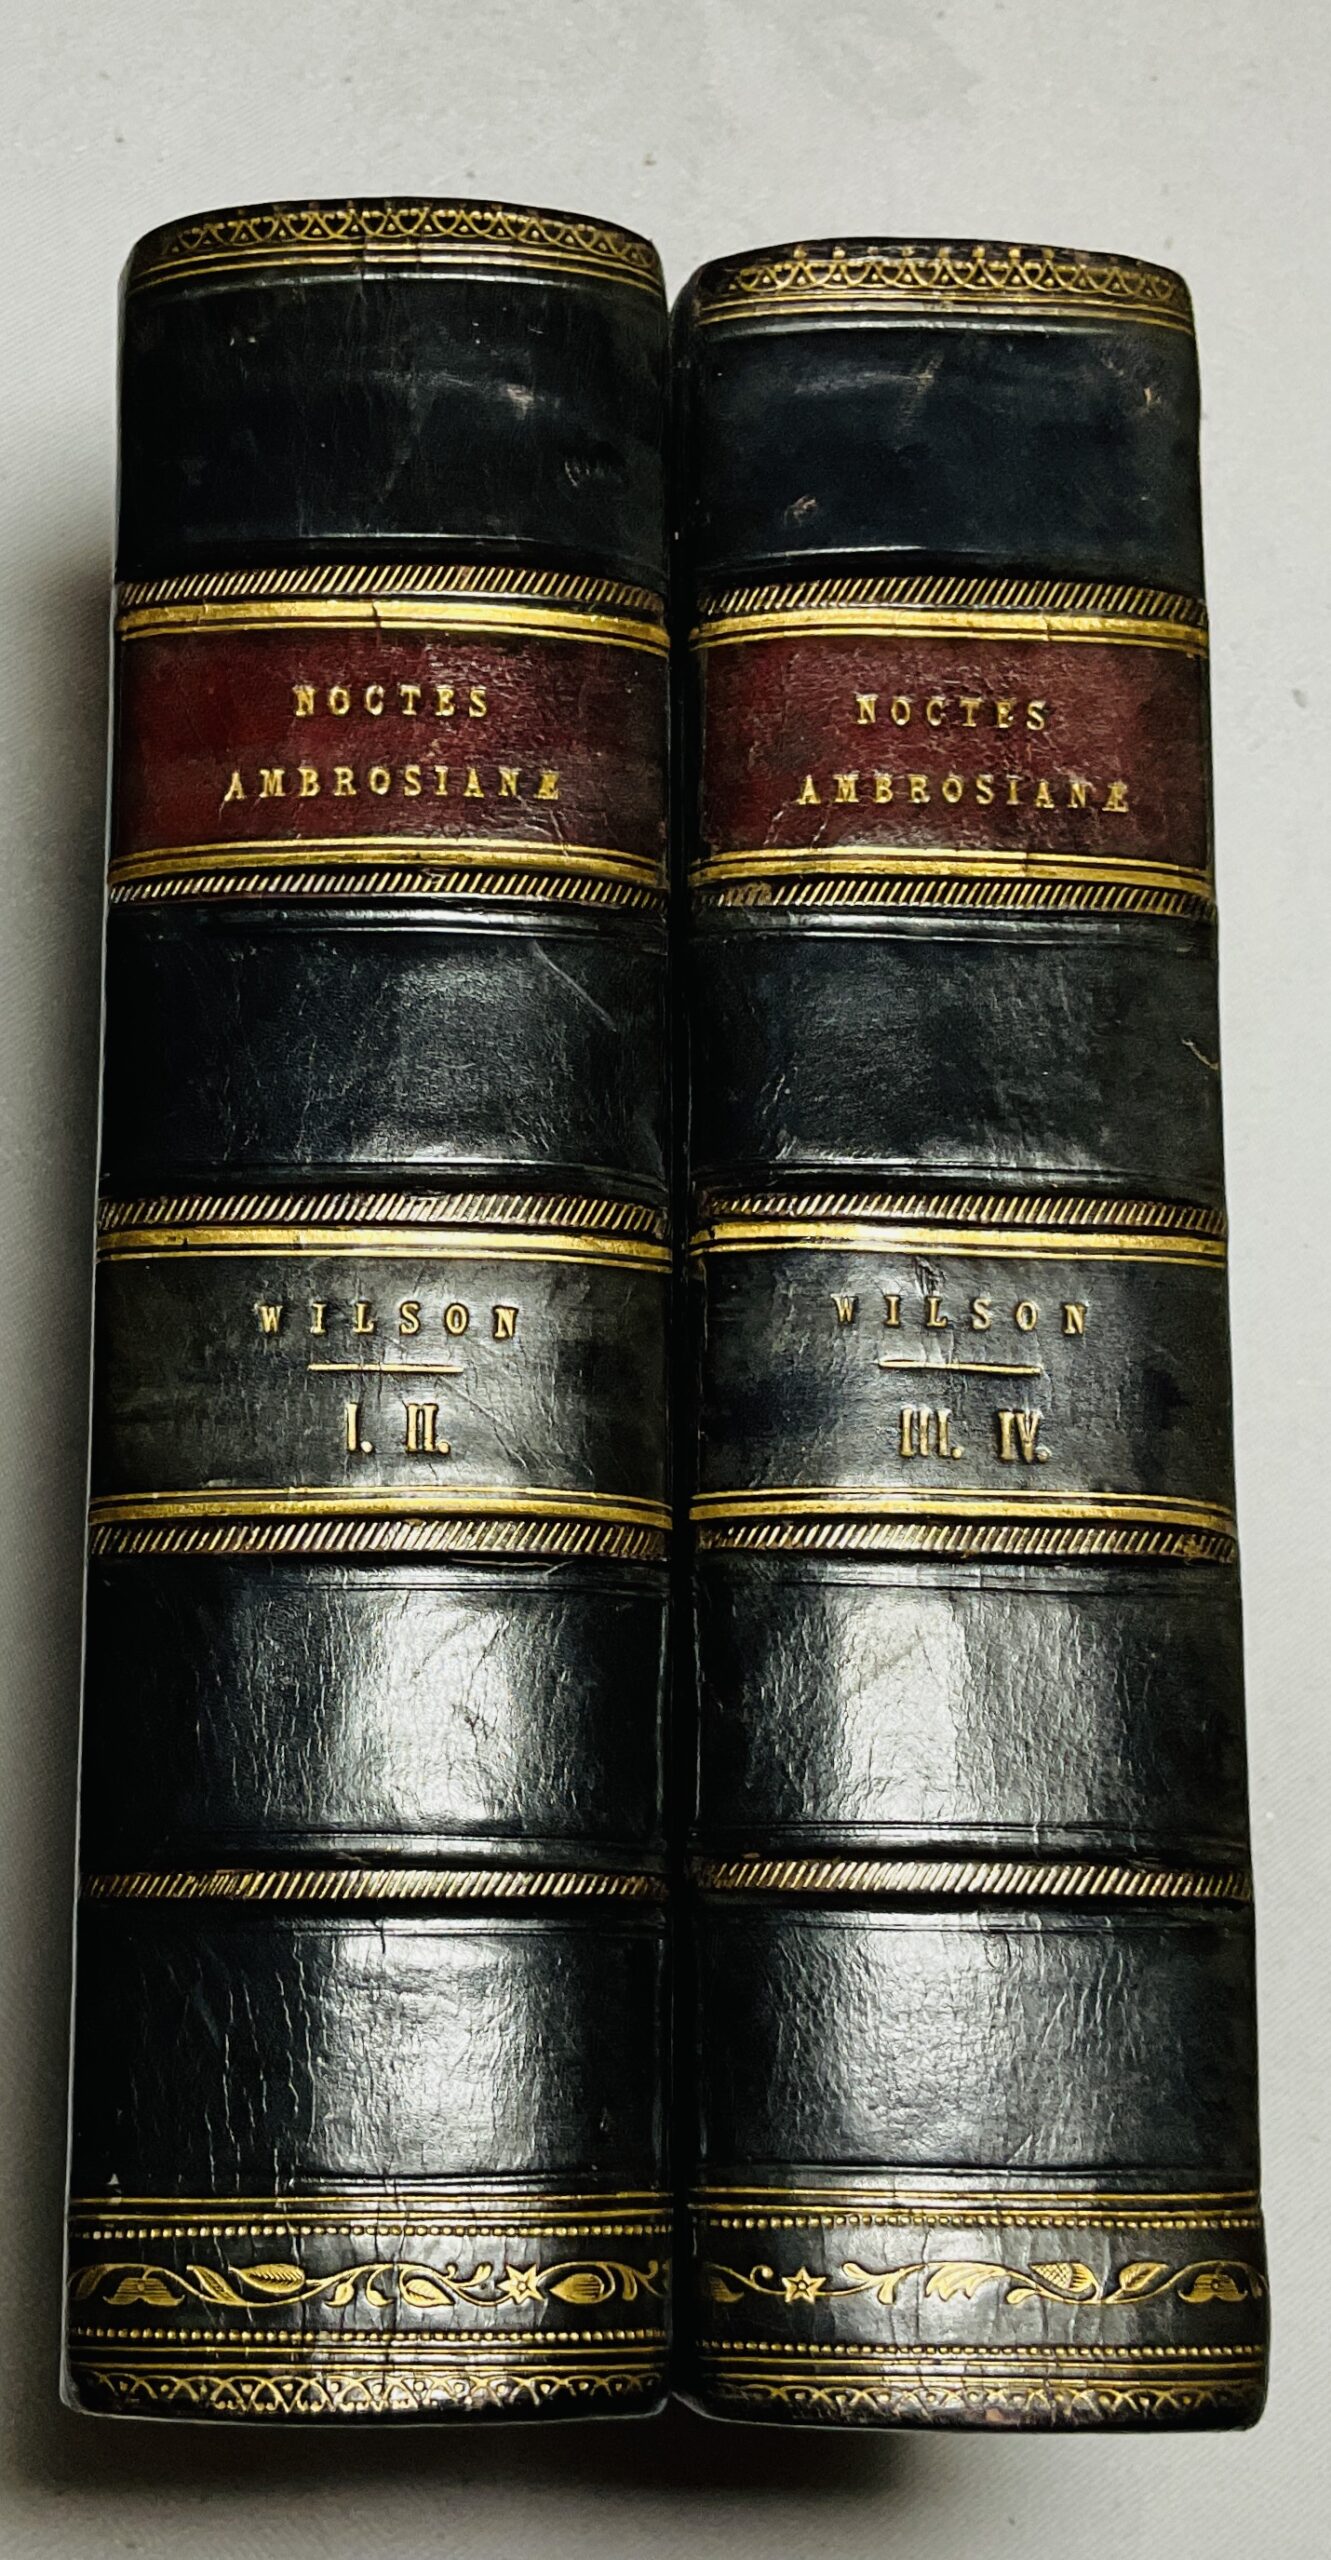 NOCTES
AMBROSIANÆ
WILSON
I. II.
NOCTES
AMBROSIANÆ
WILSON
III. IV.